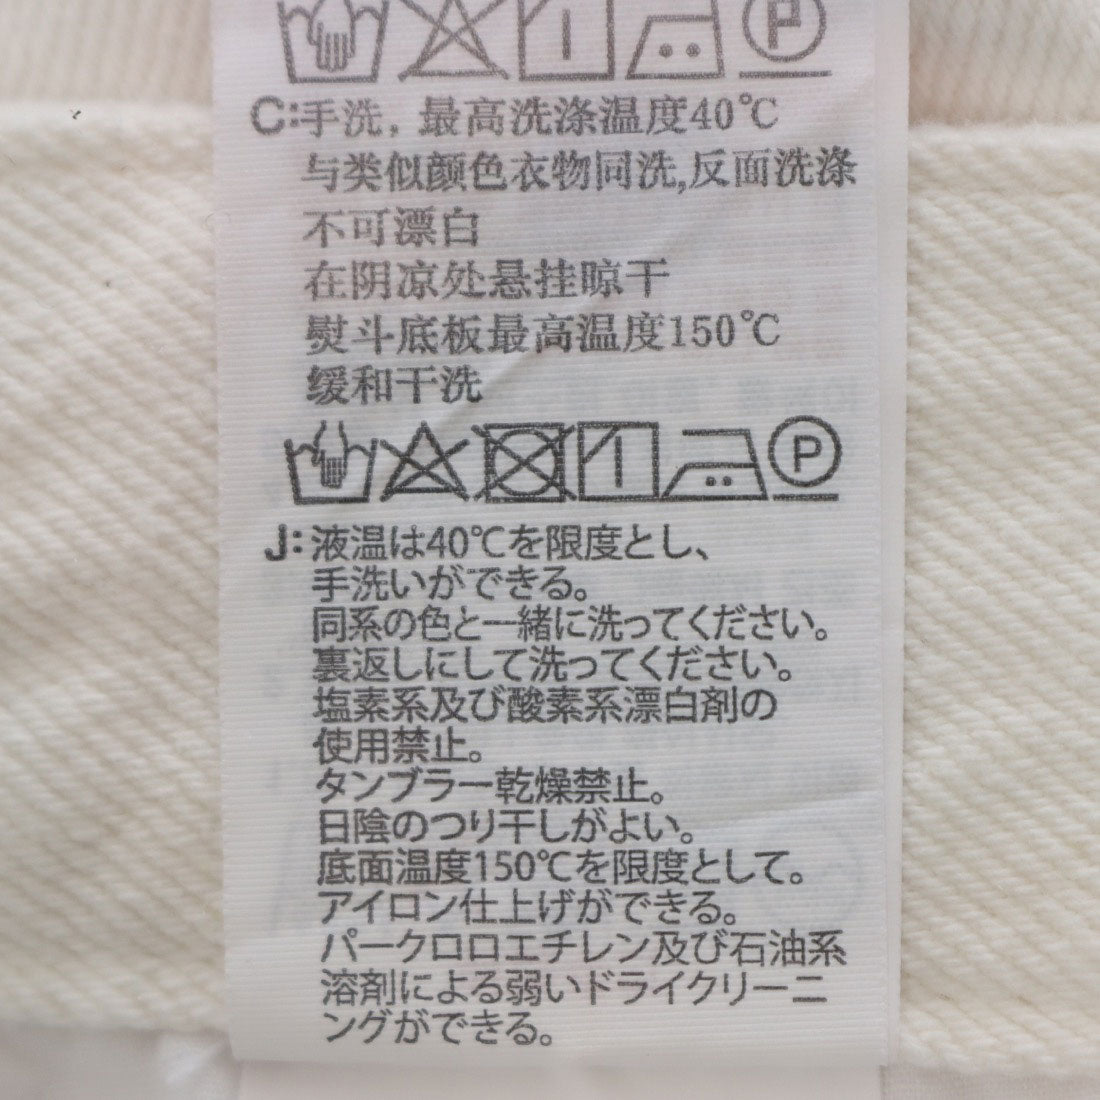 P
C:手洗，最高洗涤温度40℃
与类似颜色衣物同洗,反面洗涤
不可漂白
在阴凉处悬挂晾干
熨斗底板最高温度150℃
缓和干洗
P
J:液温は40℃を限度とし、
手洗いができる。
同系の色と一緒に洗ってください。
裏返しにして洗ってください。
塩素系及び酸素系漂白剤の
使用禁止。
タンブラー乾燥禁止。
日陰のつり干しがよい。
底面温度150℃を限度として。
アイロン仕上げができる。
パークロロエチレン及び石油系
溶剤による弱いドライクリーニ
ングができる。